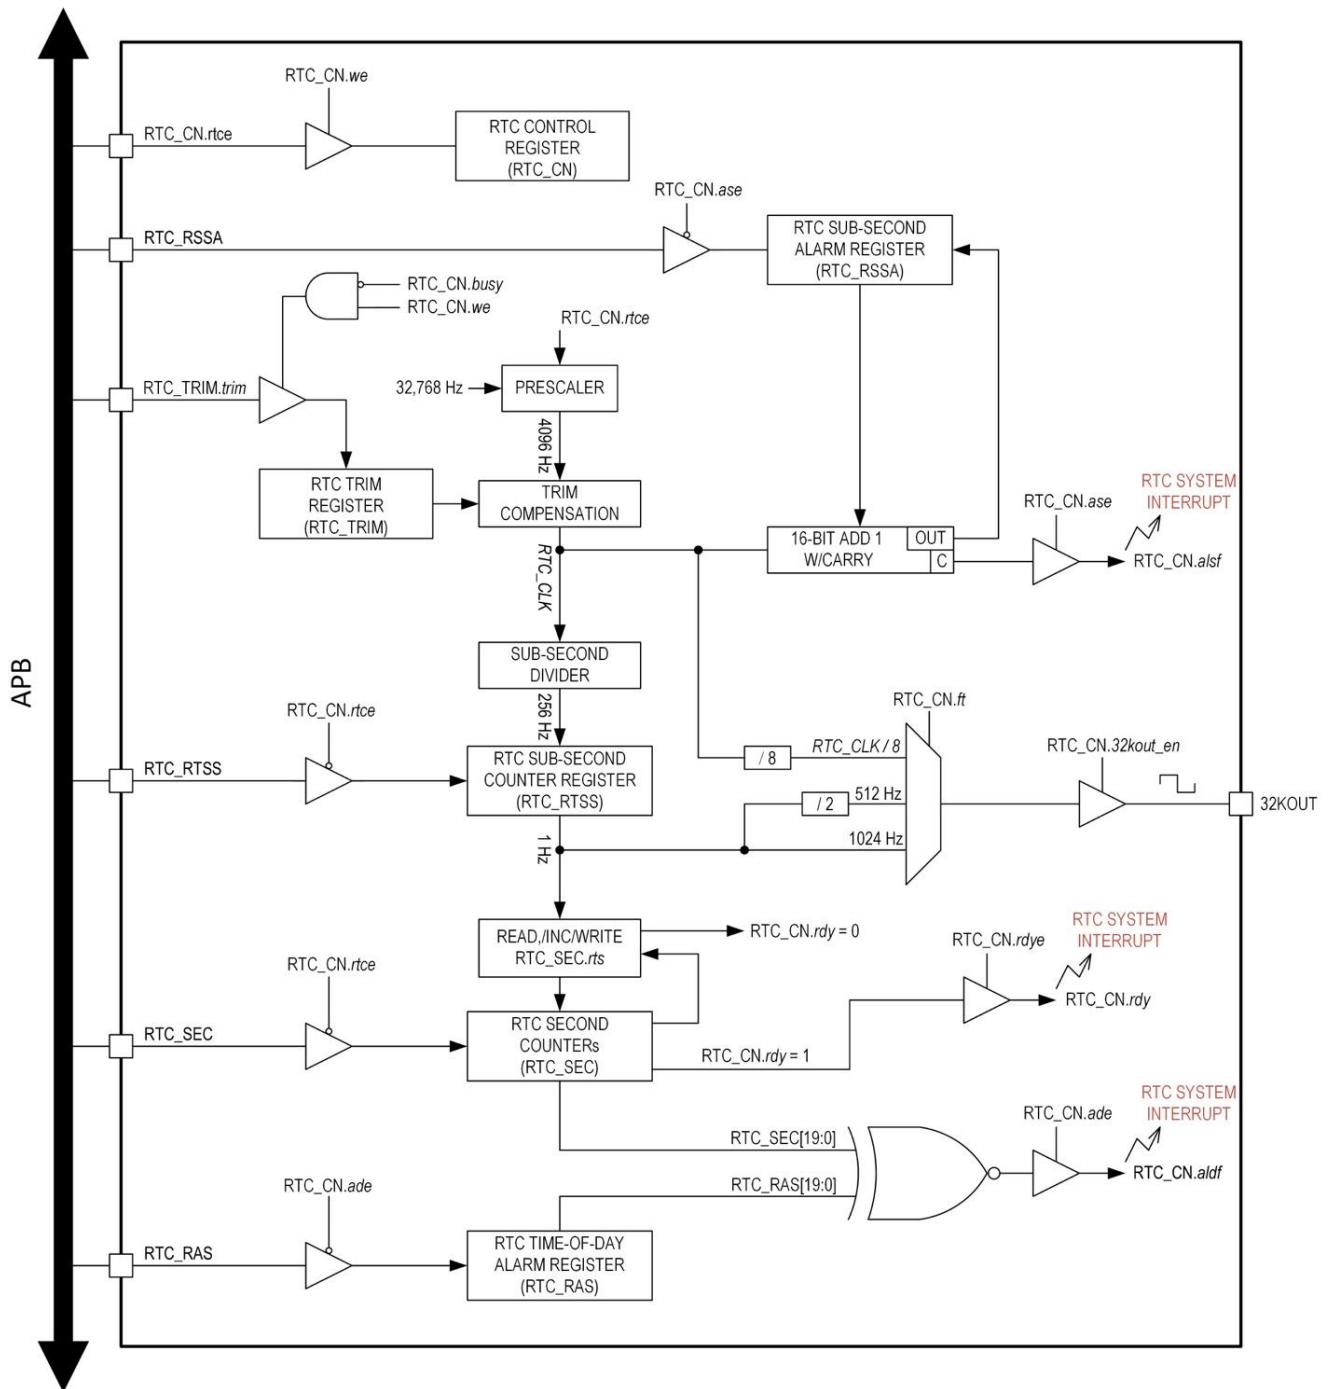 RTC_CN.we
RTC_CN.rtce
RTC CONTROL
REGISTER
(RTC_CN)
RTC_CN.ase
RTC_RSSA
RTC SUB-SECOND
ALARM REGISTER
(RTC_RSSA)
RTC_CN.busy
RTC_CN.we
RTC_CN.rtce
RTC_TRIM.trim
32,768 Hz
PRESCALER
4096 Hz
RTC TRIM
REGISTER
(RTC_TRIM)
TRIM
COMPENSATION
RTC SYSTEM
INTERRUPT
RTC_CN.ase
16-BIT ADD 1
W/CARRY
OUT
C
RTC_CN.alsf
RTC_CLK
APB
SUB-SECOND
DIVIDER
256 Hz
RTC_CN.rtce
RTC_CN.ft
RTC_RTSS
RTC SUB-SECOND
COUNTER REGISTER
(RTC_RTSS)
/ 8
RTC_CLK / 8
RTC_CN.32kout_en
/ 2
512 Hz
32KOUT
1024 Hz
1 Hz
READ,/INC/WRITE
RTC_SEC.rts
RTC_CN.rdy = 0
RTC SYSTEM
INTERRUPT
RTC_CN.rdye
RTC_CN.rtce
RTC_CN.rdy
RTC_SEC
RTC SECOND
COUNTERs
(RTC_SEC)
RTC_CN.rdy = 1
RTC SYSTEM
INTERRUPT
RTC_CN.ade
RTC_SEC[19:0]
RTC_CN.aldf
RTC_RAS[19:0]
RTC_CN.ade
RTC_RAS
RTC TIME-OF-DAY
ALARM REGISTER
(RTC_RAS)